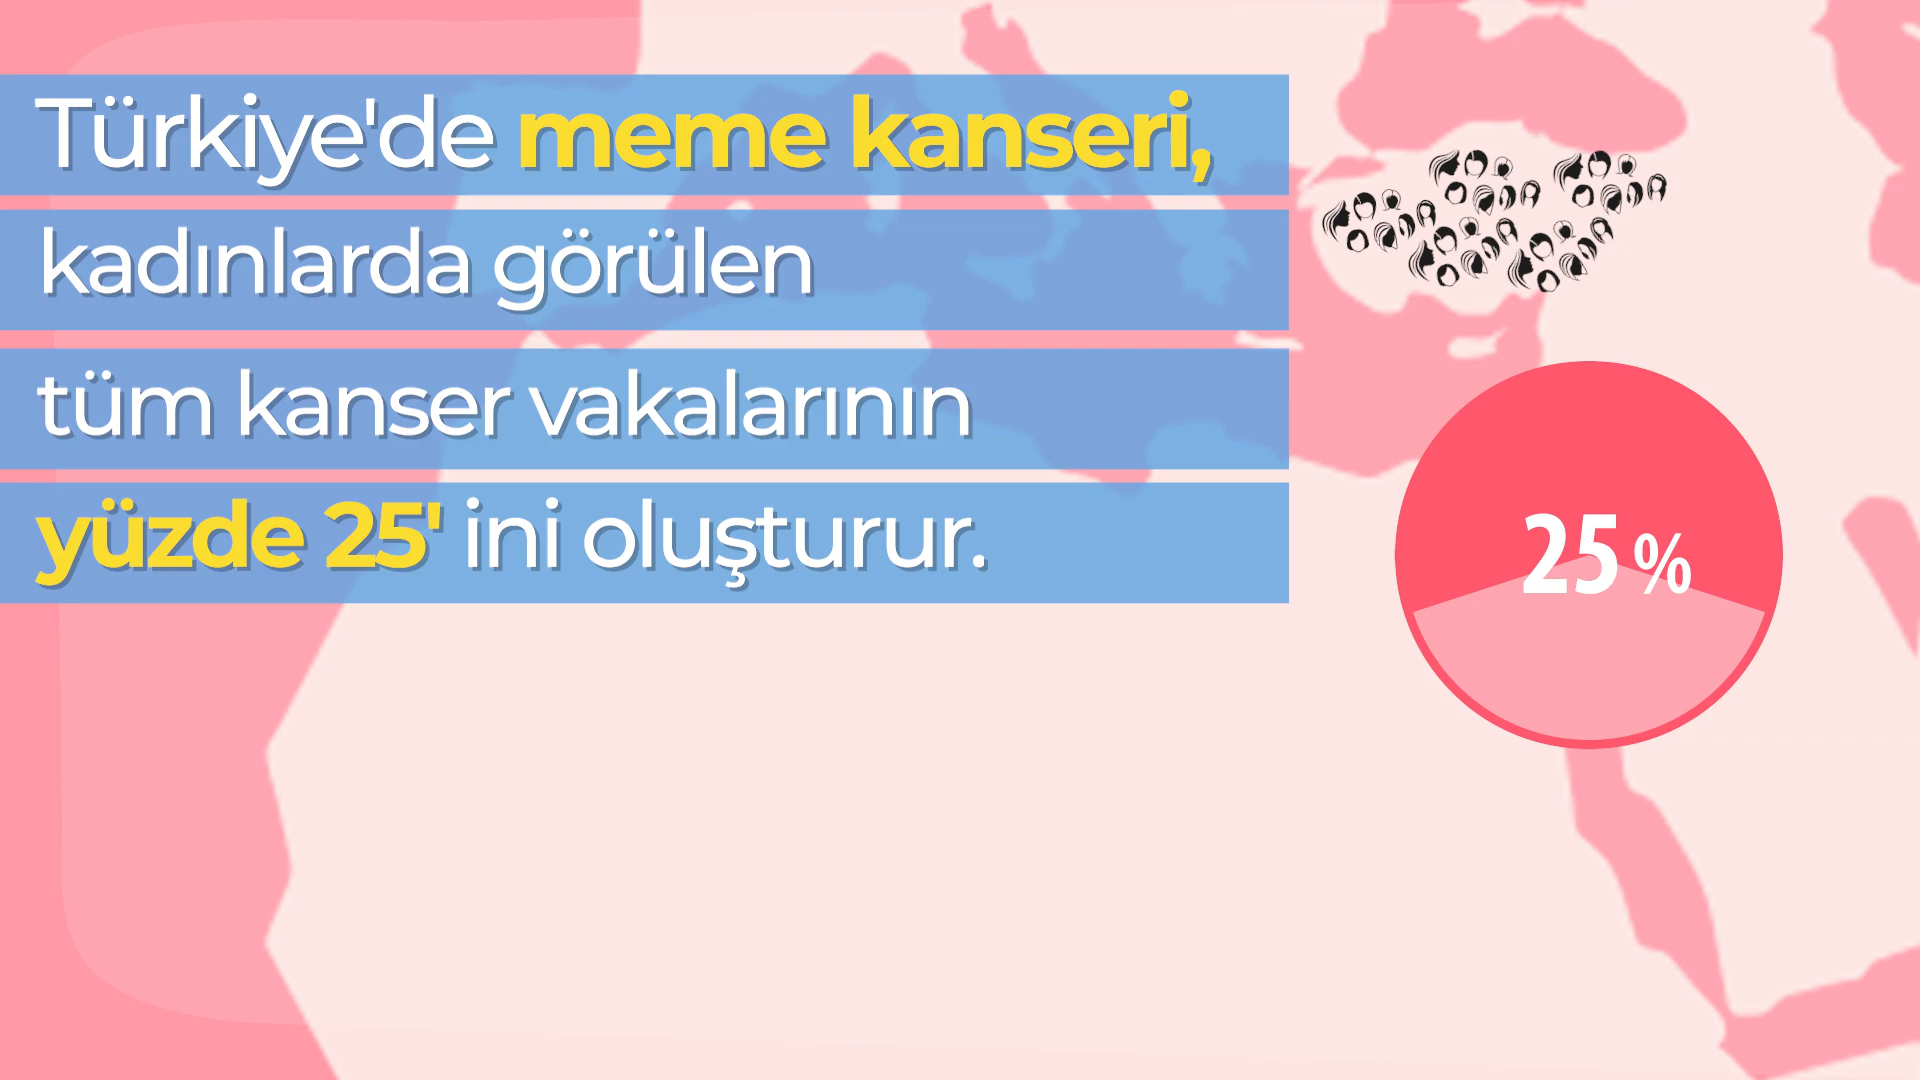 Türkiye'de meme kanseri,
kadınlarda görülen
tüm kanser vakalarının
yüzde 25' ini oluşturur.
25 %